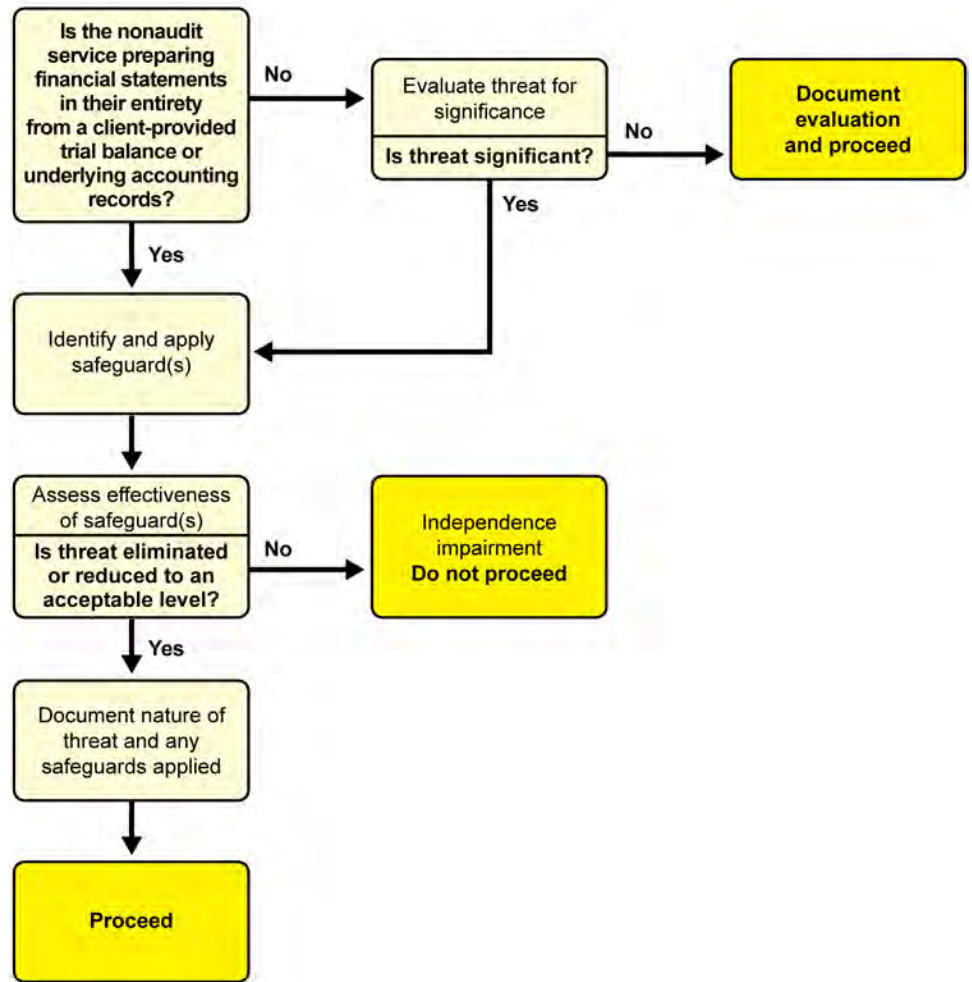 Is the nonaudit
service preparing
financial statements
in their entirety
from a client-provided
trial balance or
underlying accounting
records?
No
Evaluate threat for
significance
Is threat significant?
No
Document
evaluation
and proceed
Yes
Yes
Identify and apply
safeguard(s)
Assess effectiveness
of safeguard(s)
Is threat eliminated
or reduced to an
acceptable level?
No
Independence
impairment
Do not proceed
Yes
Document nature of
threat and any
safeguards applied
Proceed